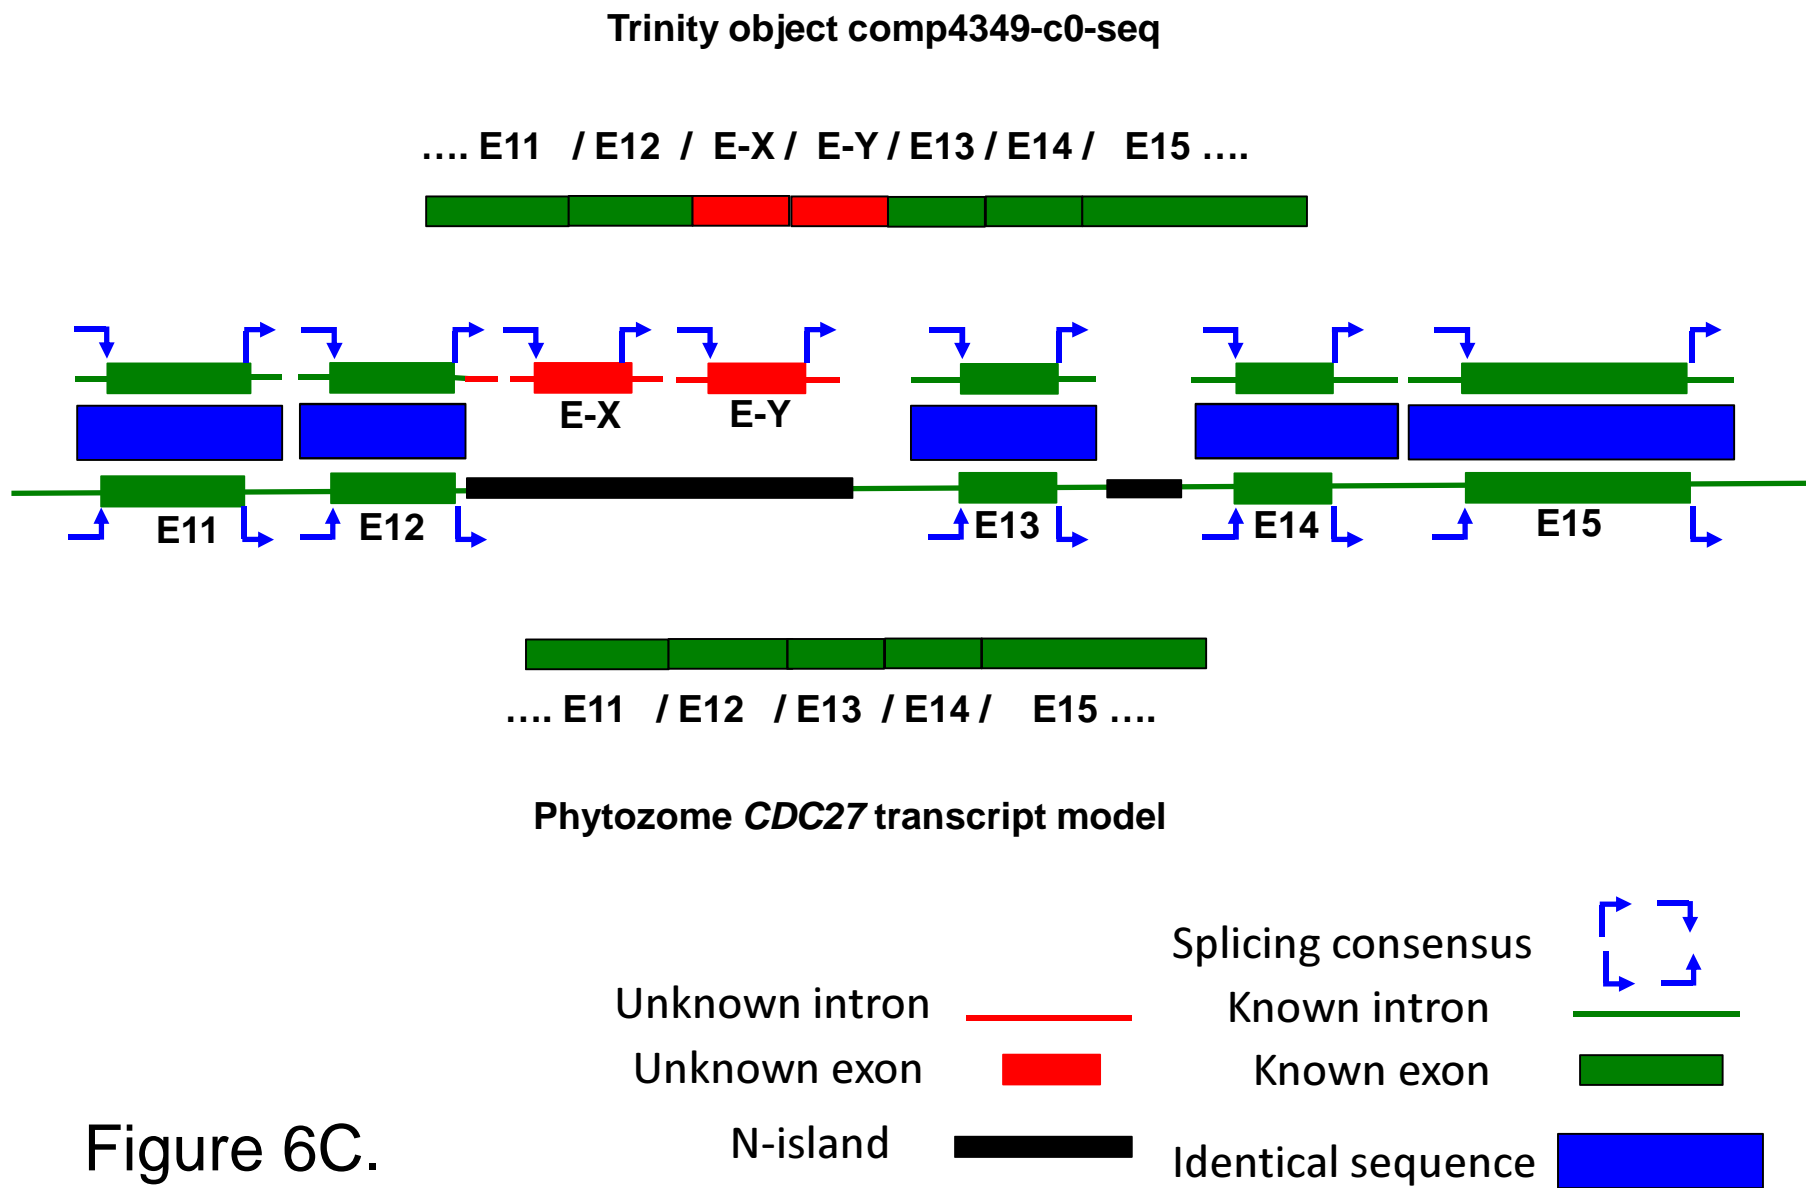 Trinity object comp4349-c0-seq
.... E11 / E12 / E-X / E-Y / E13 / E14 / E15 ....
E-X E-Y
E11 E12 E13 E14 E15
.... E11 / E12 / E13 / E14 / E15 ....
Phytozome CDC27 transcript model
Splicing consensus
Unknown intron Known intron
Unknown exon Known exon
N-island Identical sequence
Figure 6C.